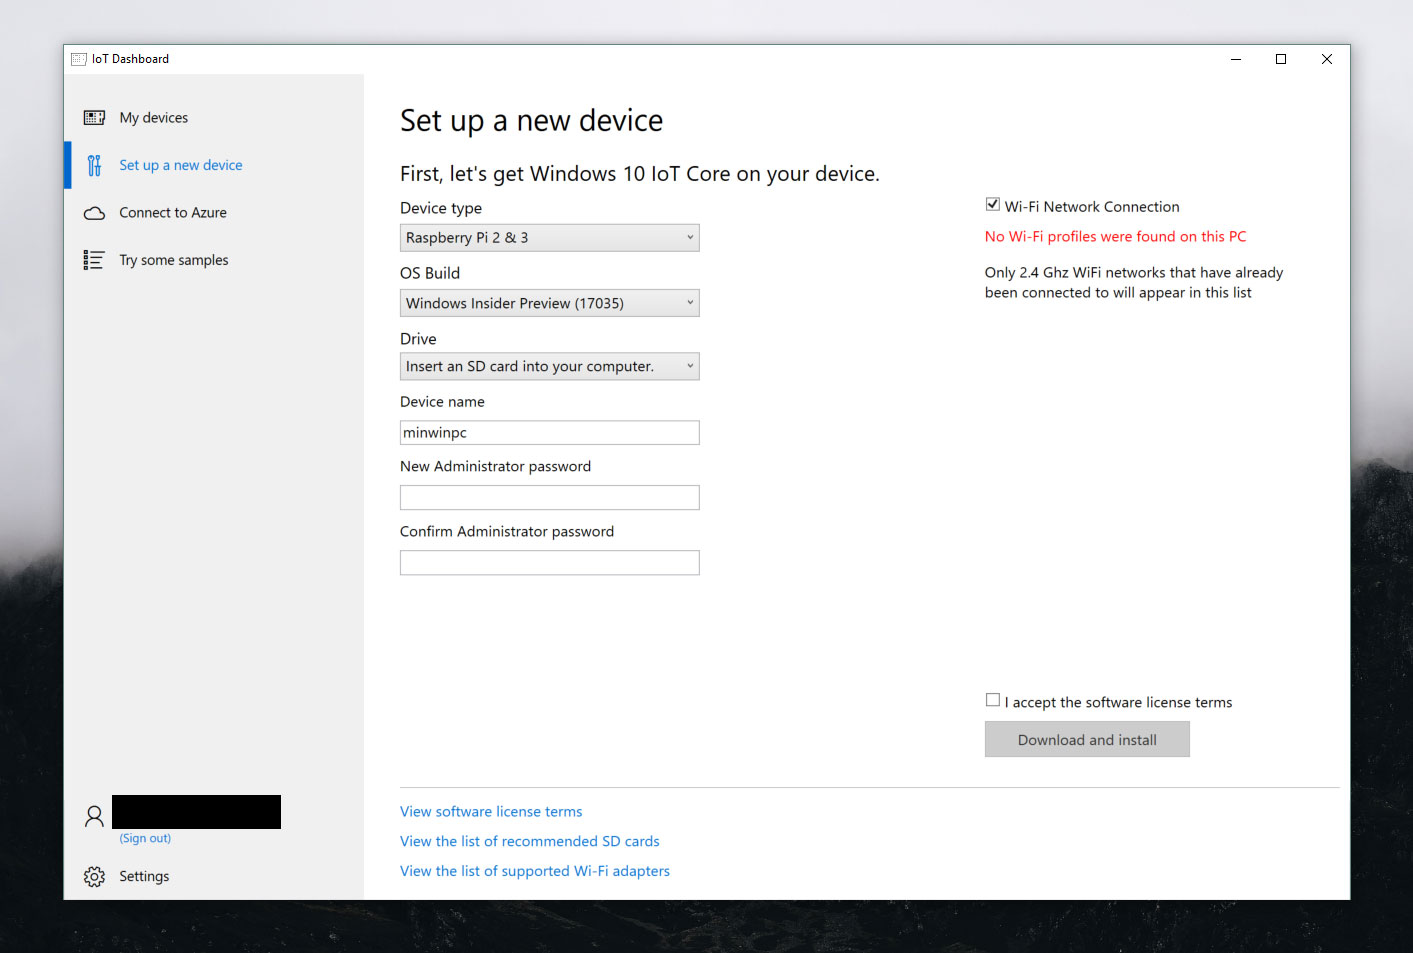 IoT Dashboard
My devices
Set up a new device
Connect to Azure
Try some samples
(Sign out)
Settings
Set up a new device
First, let's get Windows 10 IoT Core on your device.
Device type
Raspberry Pi 2 & 3
OS Build
Windows Insider Preview (17035)
Drive
Insert an SD card into your computer.
Device name
minwinpc
New Administrator password
Confirm Administrator password
Wi-Fi Network Connection
No Wi-Fi profiles were found on this PC
Only 2.4 Ghz WiFi networks that have already
been connected to will appear in this list
I accept the software license terms
Download and install
View software license terms
View the list of recommended SD cards
View the list of supported Wi-Fi adapters